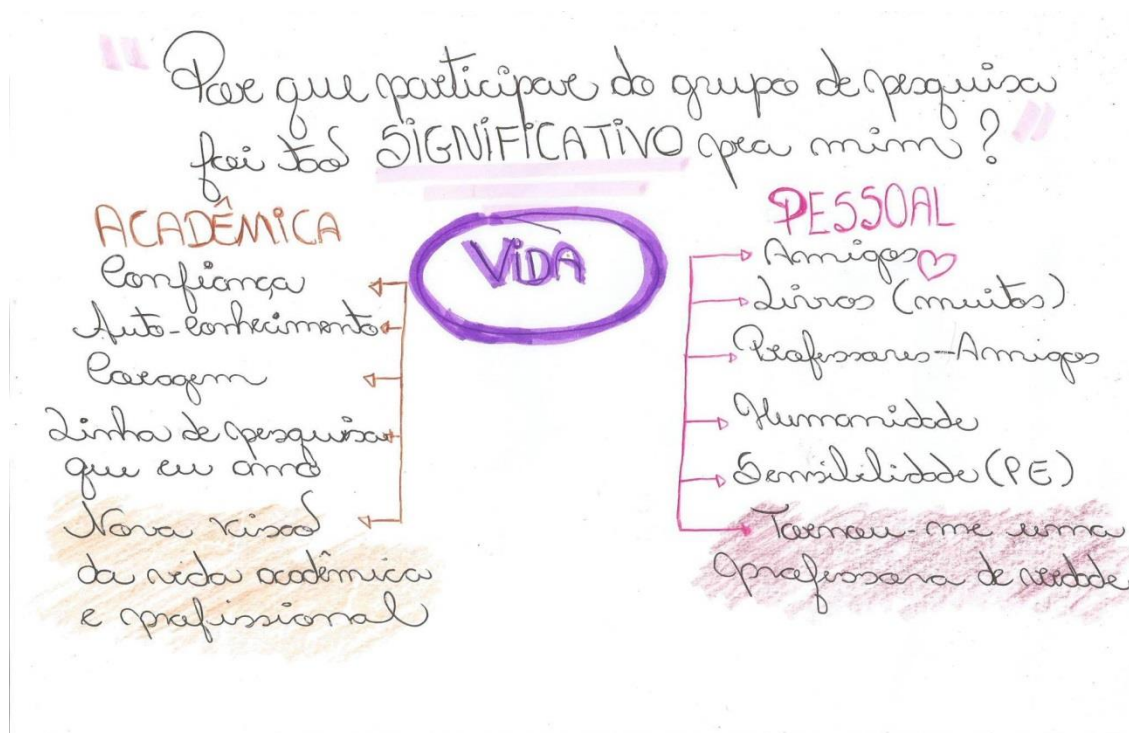 "Por que participar do grupo de pesquisa
foi tão SIGNIFICATIVO pra mim?"
VIDA
ACADÊMICA
Confiança
Auto-conhecimento
Coragem
Linha de pesquisa
que eu amo
Nova visão
da vida acadêmica
e profissional
PESSOAL
Amigos ♡
Livros (muitos)
Professores-Amigos
Humanidade
Sensibilidade (PE)
Tornou-me uma
professora de verdade